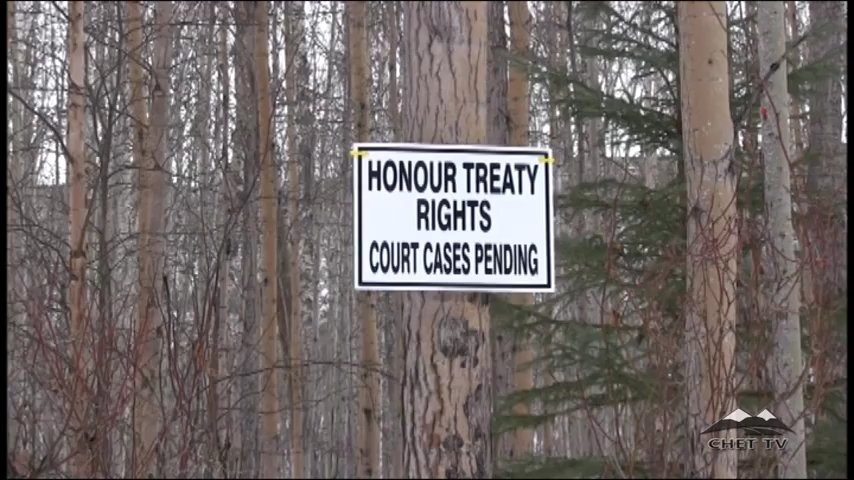 HONOUR TREATY
RIGHTS
COURT CASES PENDING
CHET TV